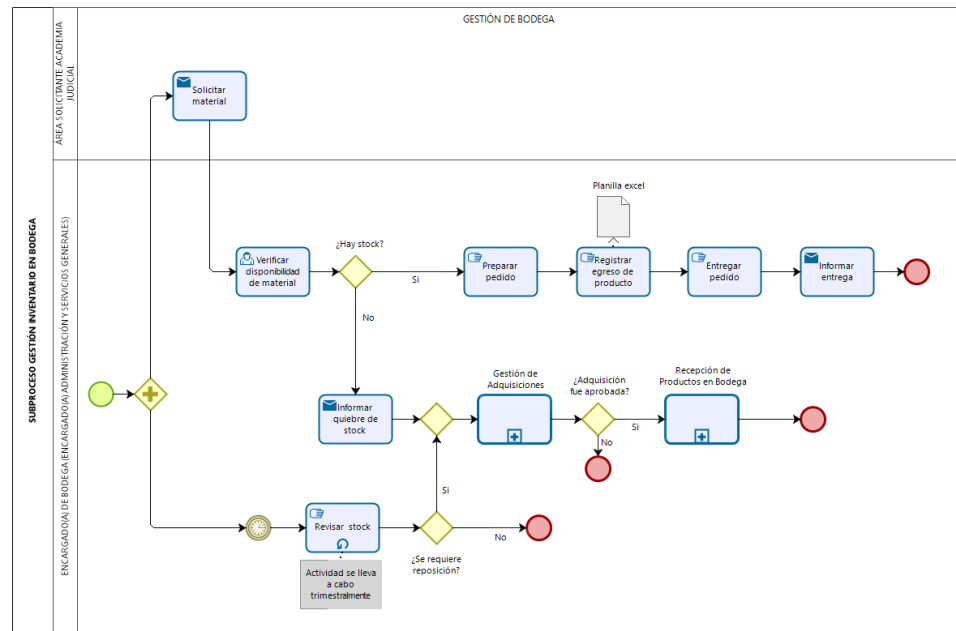 GESTIÓN DE BODEGA
SUBPROCESO GESTIÓN INVENTARIO EN BODEGA
ÁREA SOLICITANTE ACADEMIA
JUDICIAL
Solicitar
material
ENCARGADO(A) DE BODEGA (ENCARGADO(A) ADMINISTRACIÓN Y SERVICIOS GENERALES)
Planilla excel
¿Hay stock?
Verificar
disponibilidad
de material
Si
Preparar
pedido
Registrar
egreso de
producto
Entregar
pedido
Informar
entrega
No
Informar
quiebre de
stock
Gestión de
Adquisiciones
¿Adquisición
fue aprobada?
Si
No
Recepción de
Productos en Bodega
Si
Revisar stock
No
¿Se requiere
reposición?
Actividad se lleva
a cabo
trimestralmente